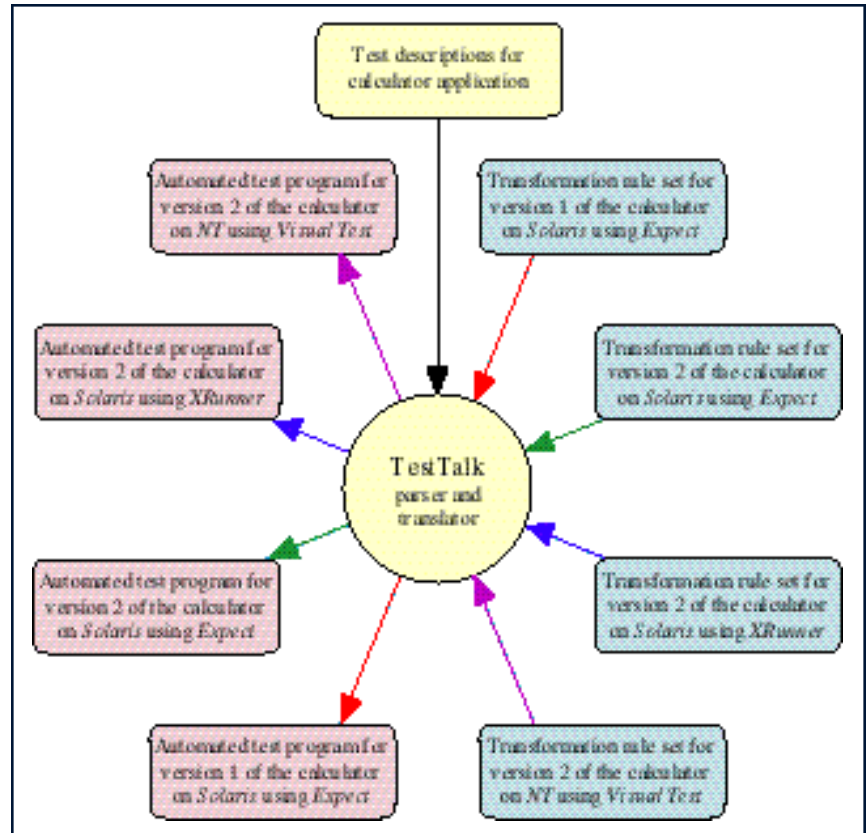 Test descriptions for
calculator application
Automated test program for
version 2 of the calculator
on NT using Visual Test
Transformation rule set for
version 1 of the calculator
on Solaris using Expect
Automated test program for
version 2 of the calculator
on Solaris using XRunner
Transformation rule set for
version 2 of the calculator
on Solaris using Expect
TestTalk
parser and
translator
Automated test program for
version 2 of the calculator
on Solaris using Expect
Transformation rule set for
version 2 of the calculator
on Solaris using XRunner
Automated test program for
version 1 of the calculator
on Solaris using Expect
Transformation rule set for
version 2 of the calculator
on NT using Visual Test